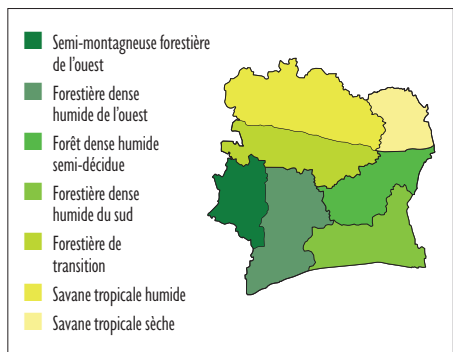 Semi-montagneuse forestière
de l'ouest
Forestière dense
humide de l'ouest
Forêt dense humide
semi-décidue
Forestière dense
humide du sud
Forestière de
transition
Savane tropicale humide
Savane tropicale sèche